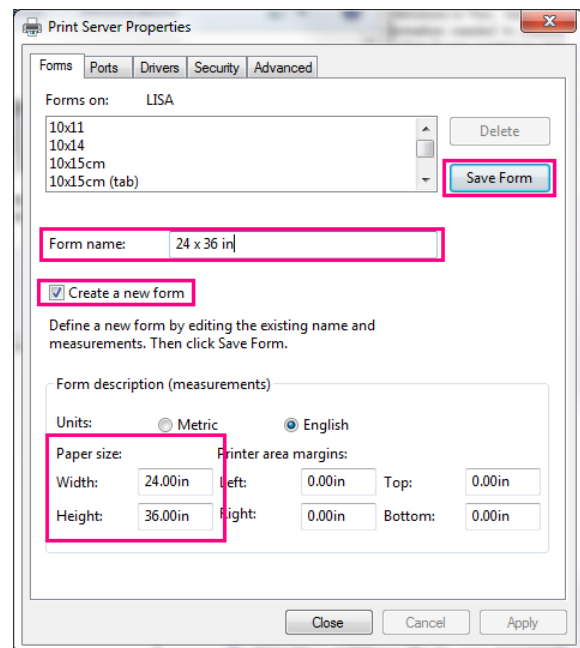 Print Server Properties
Forms Ports Drivers Security Advanced
Forms on: LISA
10x11
10x14
10x15cm
10x15cm (tab)
Delete
Save Form
Form name: 24 x 36 in
Create a new form
Define a new form by editing the existing name and
measurements. Then click Save Form.
Form description (measurements)
Units: Metric English
Paper size: Printer area margins:
Width: 24.00in Left: 0.00in Top: 0.00in
Height: 36.00in Right: 0.00in Bottom: 0.00in
Close Cancel Apply